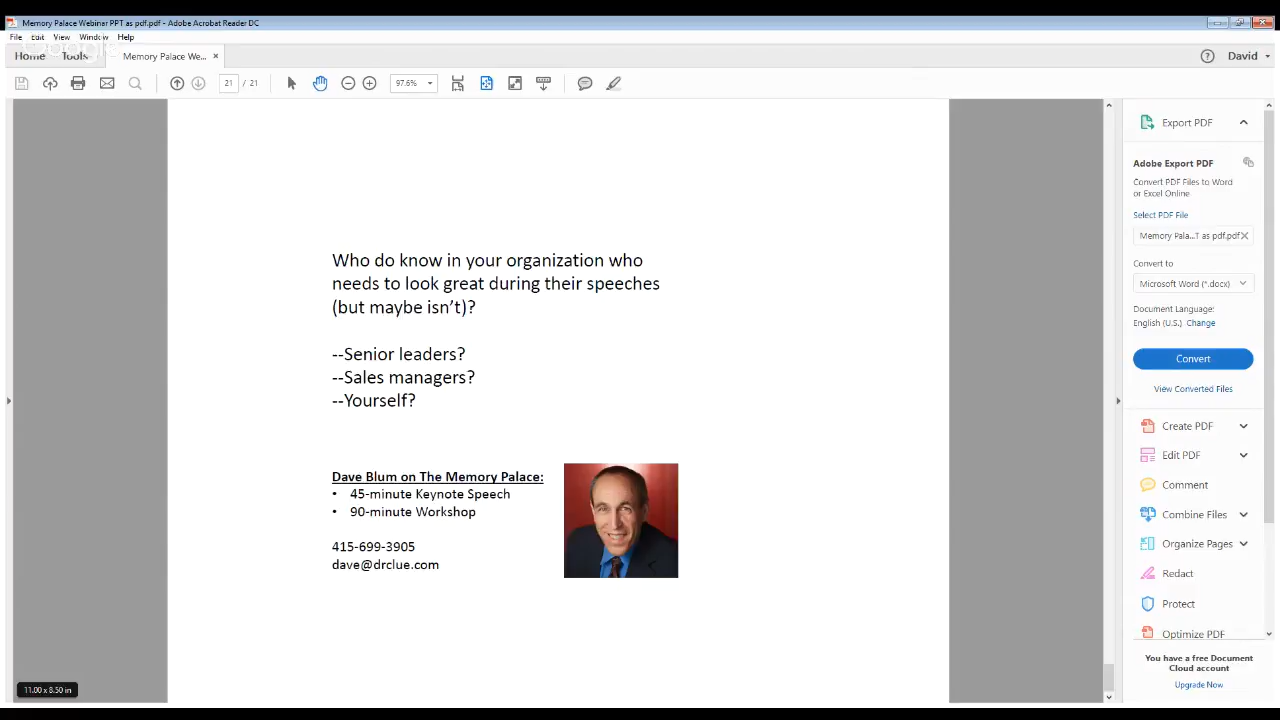 Memory Palace Webinar PPT as pdf.pdf - Adobe Acrobat Reader DC
File Edit View Window Help
Google
Home Tools Memory Palace We... × David
21 / 21 97.6%
Export PDF
Adobe Export PDF
Convert PDF Files to Word
or Excel Online
Select PDF File
Memory Pala...T as pdf.pdf
Convert to
Microsoft Word (*.docx)
Document Language:
English (U.S.) Change
Convert
View Converted Files
Create PDF
Edit PDF
Comment
Combine Files
Organize Pages
Redact
Protect
Optimize PDF
You have a free Document
Cloud account
Upgrade Now
Who do know in your organization who
needs to look great during their speeches
(but maybe isn't)?
--Senior leaders?
--Sales managers?
--Yourself?
Dave Blum on The Memory Palace:
• 45-minute Keynote Speech
• 90-minute Workshop
415-699-3905
dave@drclue.com
11.00 x 8.50 in